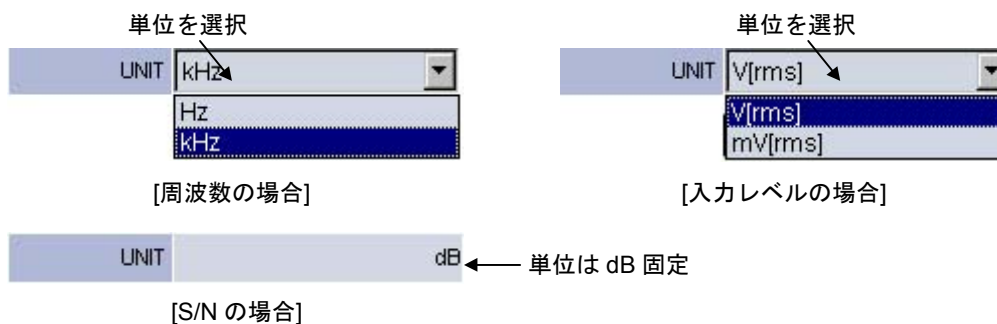 単位を選択
UNIT kHz
Hz
kHz
[周波数の場合]
単位を選択
UNIT V[rms]
V[rms]
mV[rms]
[入力レベルの場合]
UNIT dB
単位は dB 固定
[S/N の場合]